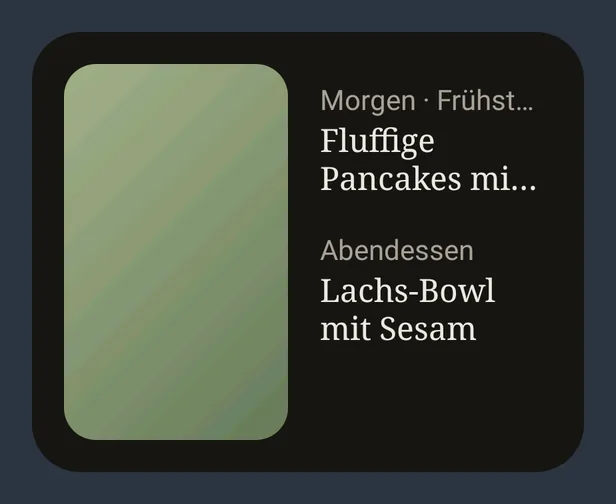 Morgen · Frühst…
Fluffige
Pancakes mi…
Abendessen
Lachs-Bowl
mit Sesam